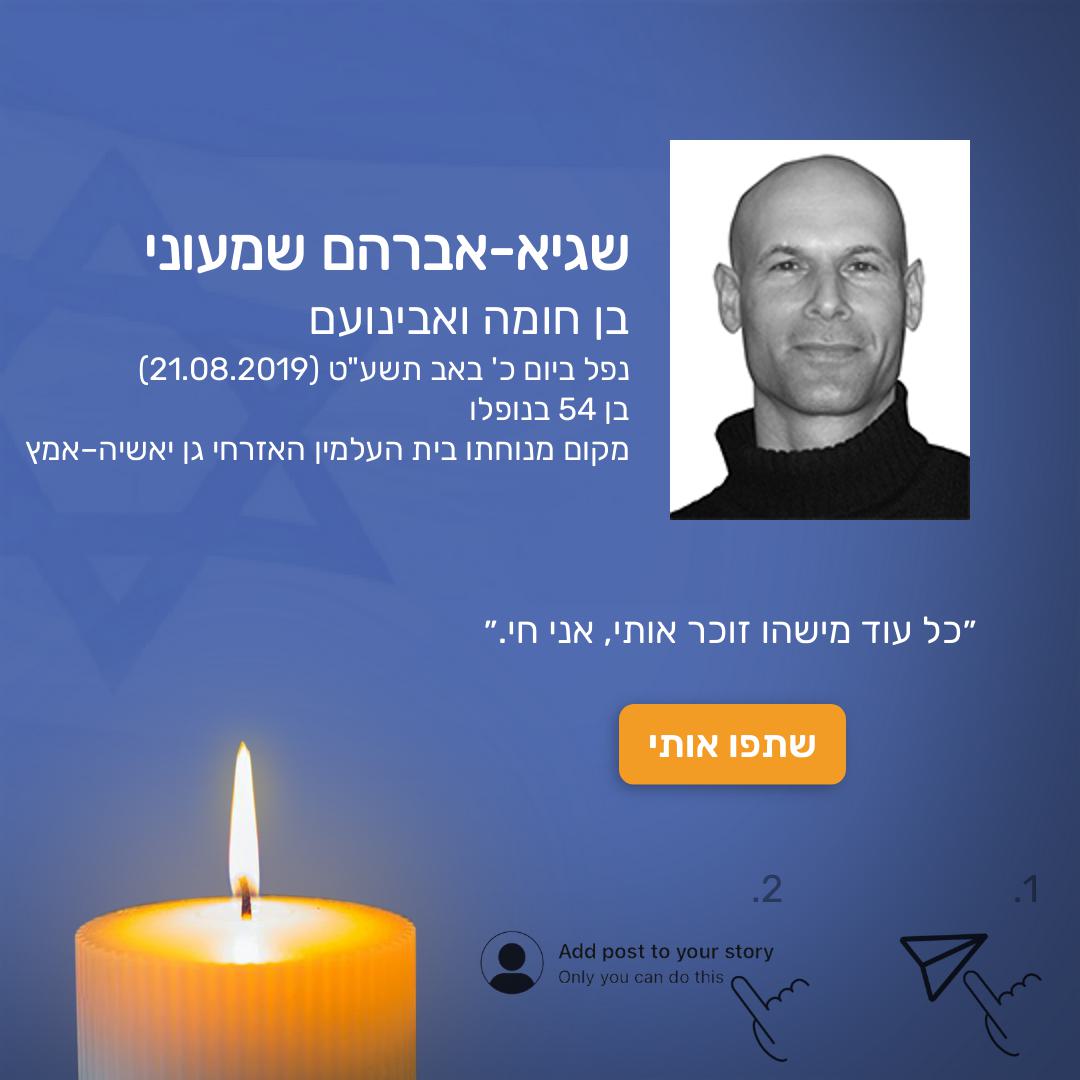 שגיא-אברהם שמעוני
בן חומה ואבינועם
נפל ביום כ' באב תשע"ט (21.08.2019)
בן 54 בנופלו
מקום מנוחתו בית העלמין האזרחי גן יאשיה-אמץ
״כל עוד מישהו זוכר אותי, אני חי.״
שתפו אותי
1.
2.
Add post to your story
Only you can do this